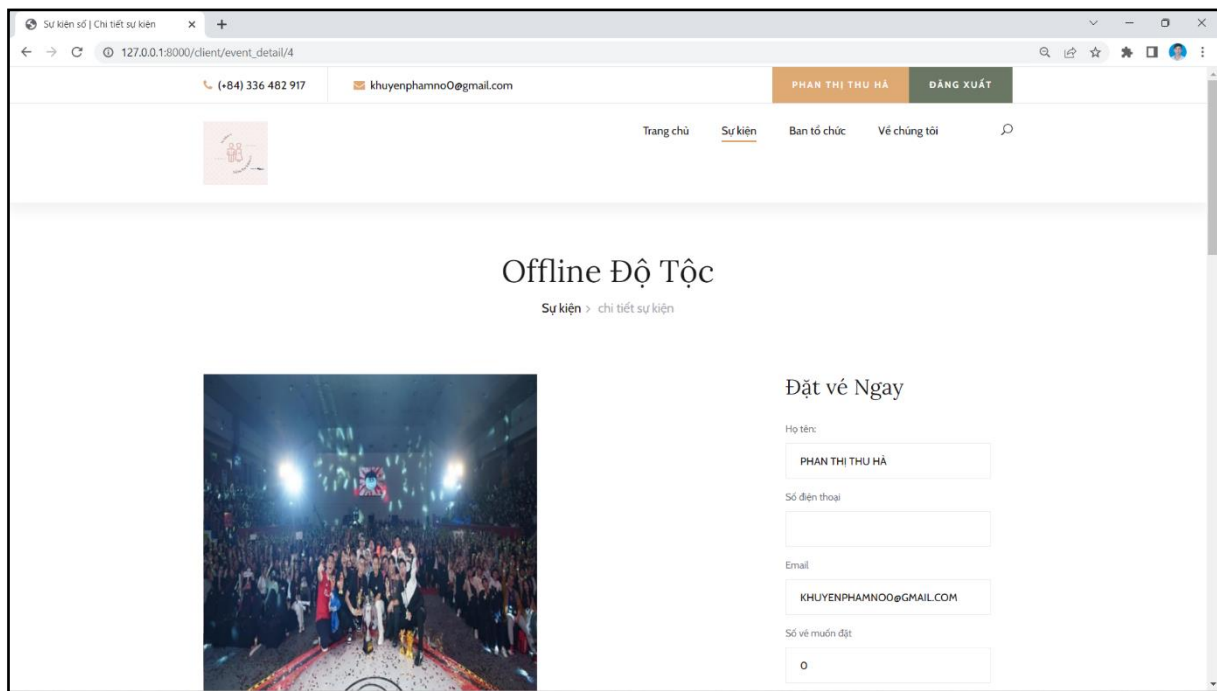 Sự kiện số | Chi tiết sự kiện
127.0.0.1:8000/client/event_detail/4
(+84) 336 482 917 khuyenphamno0@gmail.com PHAN THỊ THU HÀ ĐĂNG XUẤT
Trang chủ Sự kiện Ban tổ chức Về chúng tôi
Offline Độ Tộc
Sự kiện > chi tiết sự kiện
Đặt vé Ngay
Họ tên:
PHAN THỊ THU HÀ
Số điện thoại
Email
KHUYENPHAMNO0@GMAIL.COM
Số vé muốn đặt
0